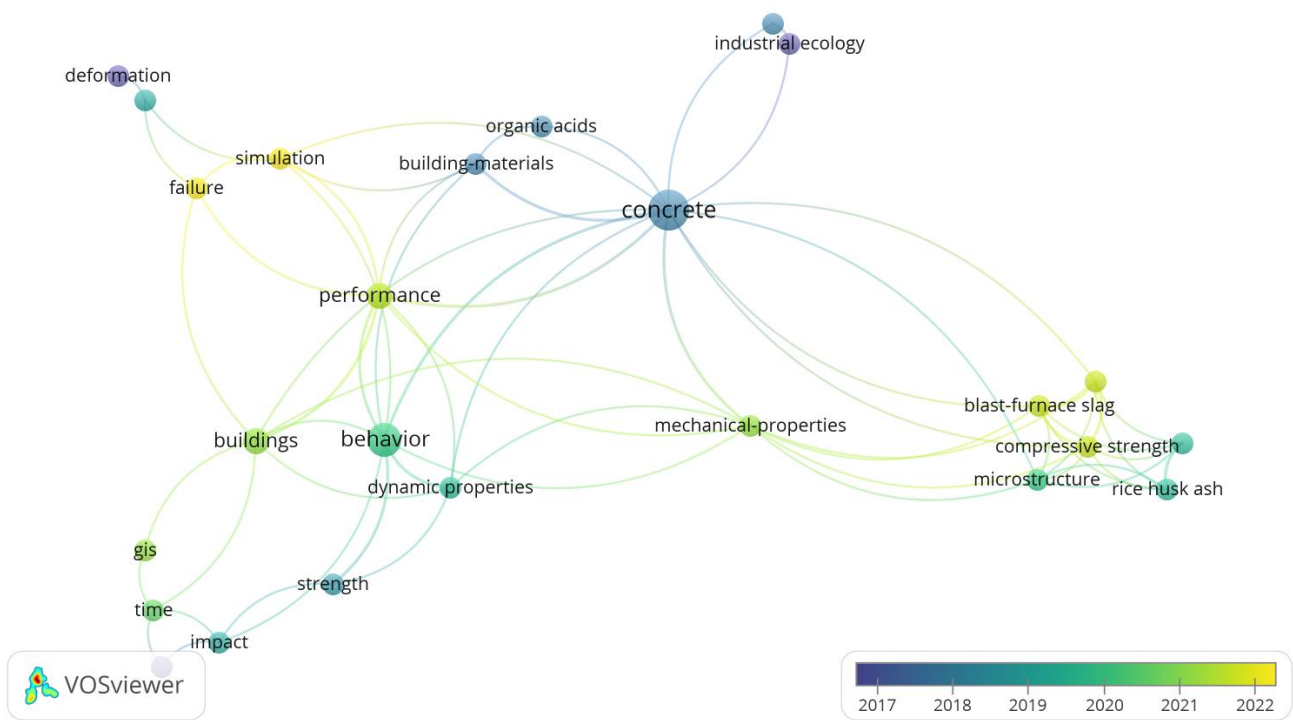 industrial ecology
deformation
organic acids
simulation
building-materials
failure
concrete
performance
blast-furnace slag
mechanical-properties
buildings
behavior
compressive strength
microstructure
dynamic properties
rice husk ash
gis
strength
time
impact
VOSviewer
2017 2018 2019 2020 2021 2022